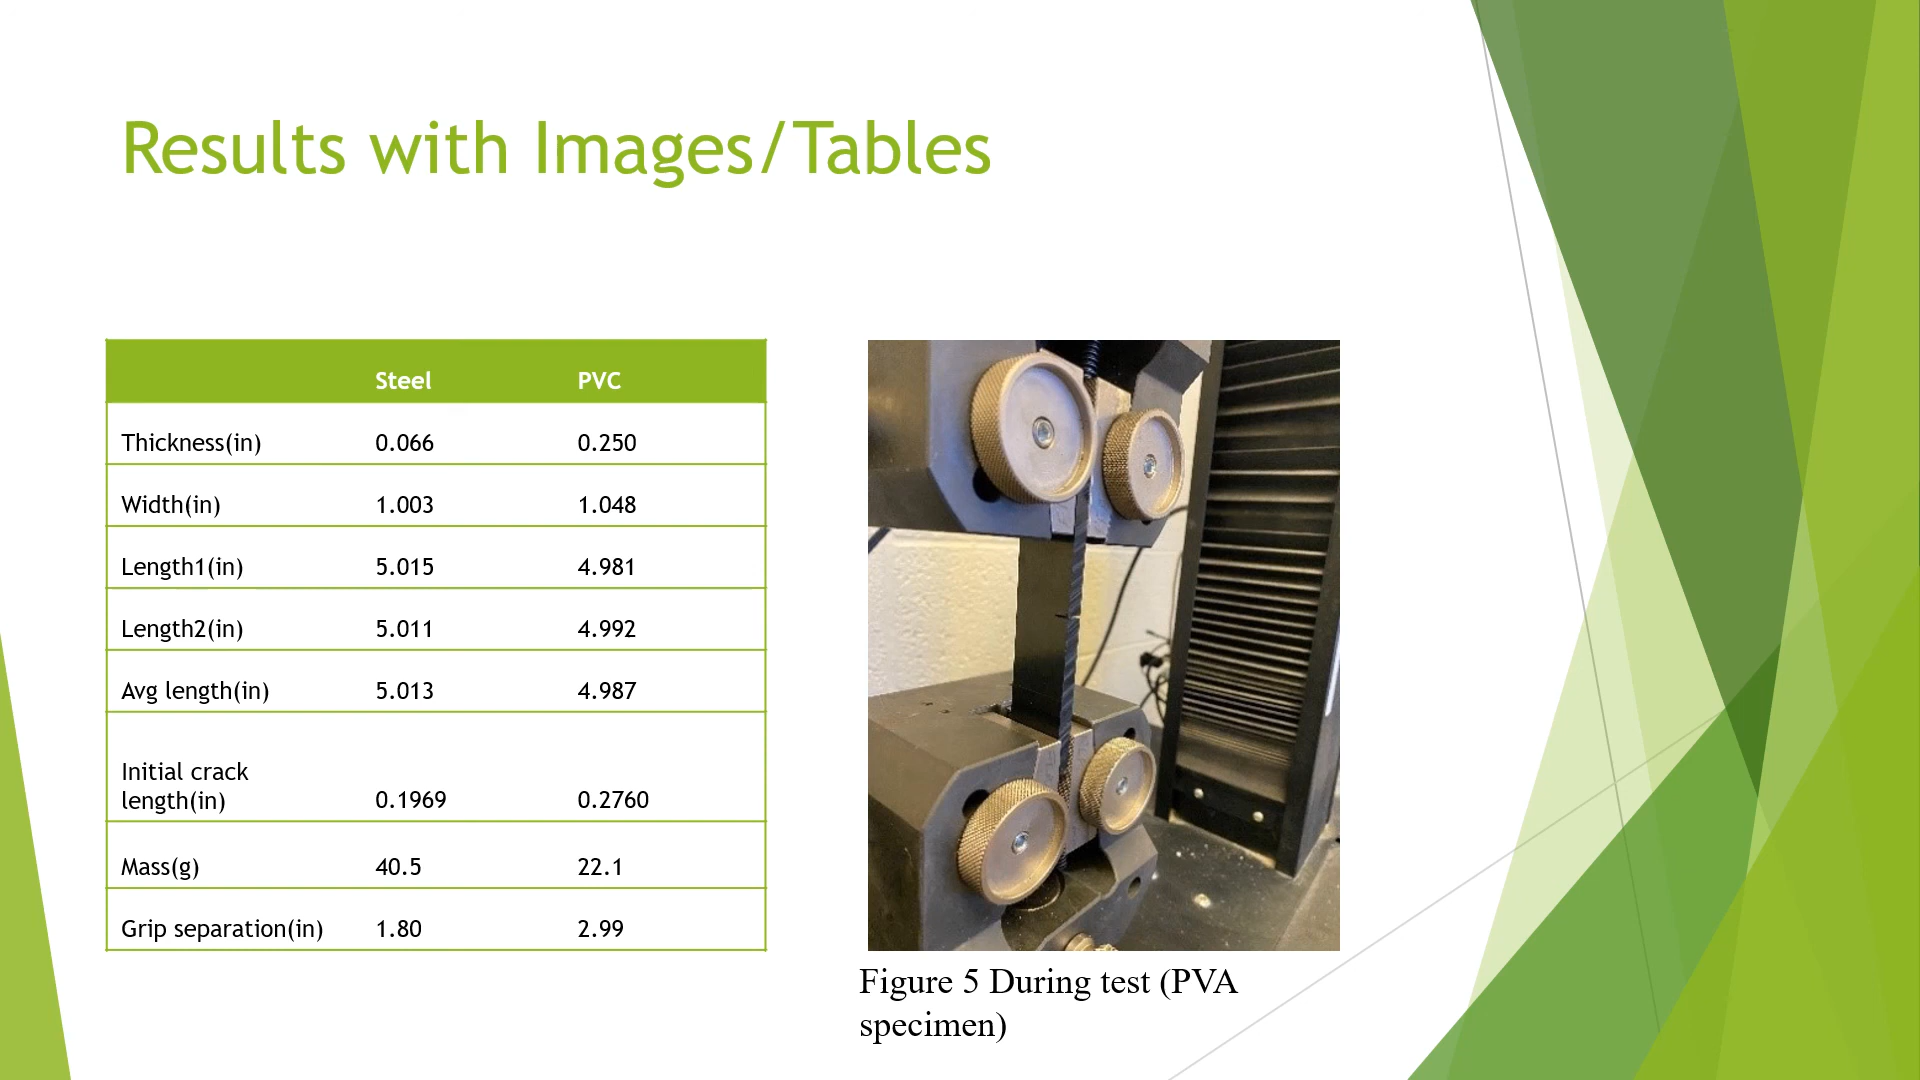 Results with Images/Tables
Steel PVC
Thickness(in) 0.066 0.250
Width(in) 1.003 1.048
Length1(in) 5.015 4.981
Length2(in) 5.011 4.992
Avg length(in) 5.013 4.987
Initial crack
length(in) 0.1969 0.2760
Mass(g) 40.5 22.1
Grip separation(in) 1.80 2.99
Figure 5 During test (PVA
specimen)